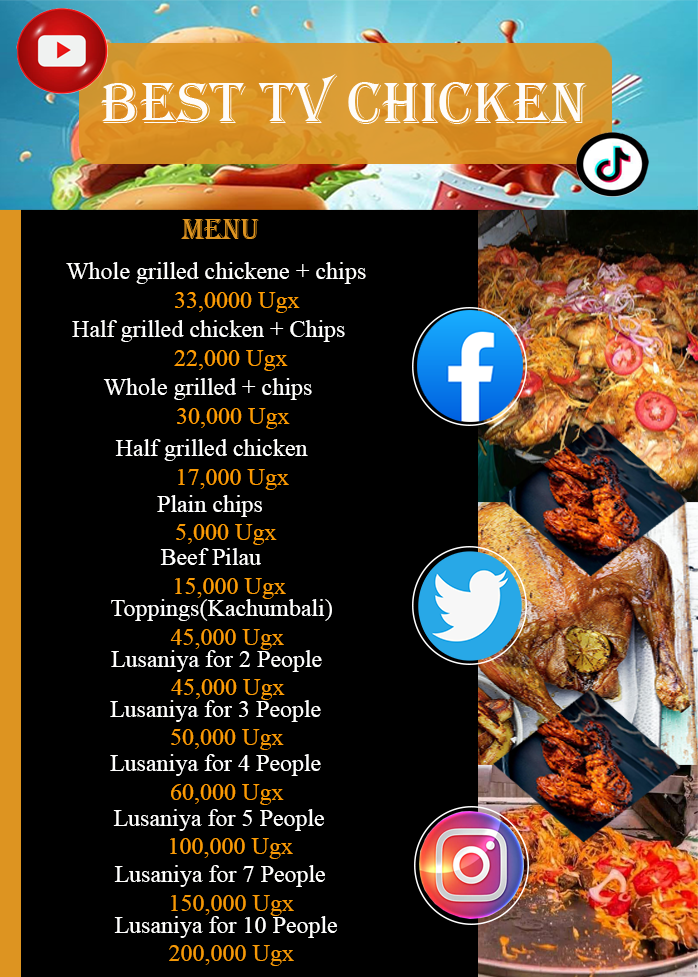 BEST TV CHICKEN
MENU
Whole grilled chickene + chips
33,0000 Ugx
Half grilled chicken + Chips
22,000 Ugx
Whole grilled + chips
30,000 Ugx
Half grilled chicken
17,000 Ugx
Plain chips
5,000 Ugx
Beef Pilau
15,000 Ugx
Toppings(Kachumbali)
45,000 Ugx
Lusaniya for 2 People
45,000 Ugx
Lusaniya for 3 People
50,000 Ugx
Lusaniya for 4 People
60,000 Ugx
Lusaniya for 5 People
100,000 Ugx
Lusaniya for 7 People
150,000 Ugx
Lusaniya for 10 People
200,000 Ugx